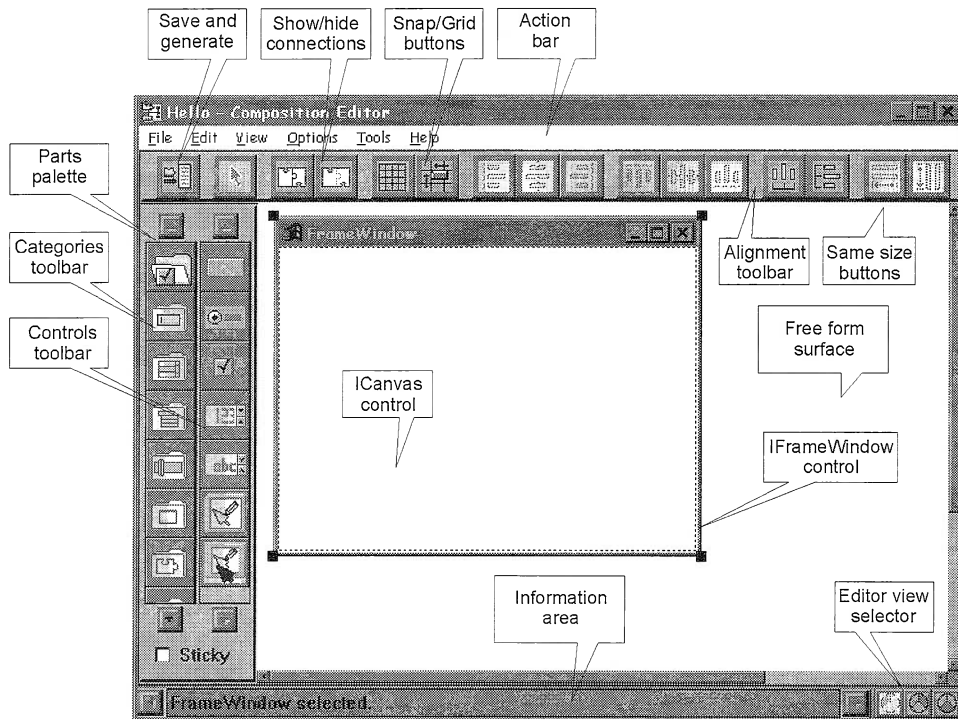 Save and
generate
Show/hide
connections
Snap/Grid
buttons
Action
bar
Hello - Composition Editor
File Edit View Options Tools Help
Parts
palette
Categories
toolbar
Controls
toolbar
FrameWindow
Alignment
toolbar
Same size
buttons
Free form
surface
ICanvas
control
123
abc
IFrameWindow
control
Information
area
Editor view
selector
Sticky
FrameWindow selected.